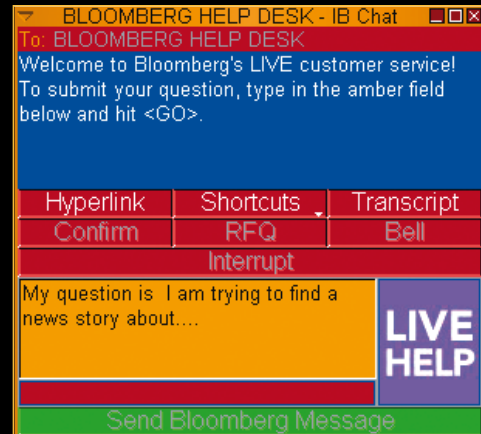 BLOOMBERG HELP DESK - IB Chat
To: BLOOMBERG HELP DESK
Welcome to Bloomberg's LIVE customer service!
To submit your question, type in the amber field
below and hit <GO>.
Hyperlink Shortcuts Transcript
Confirm RFQ Bell
Interrupt
My question is I am trying to find a
news story about....
LIVE
HELP
Send Bloomberg Message